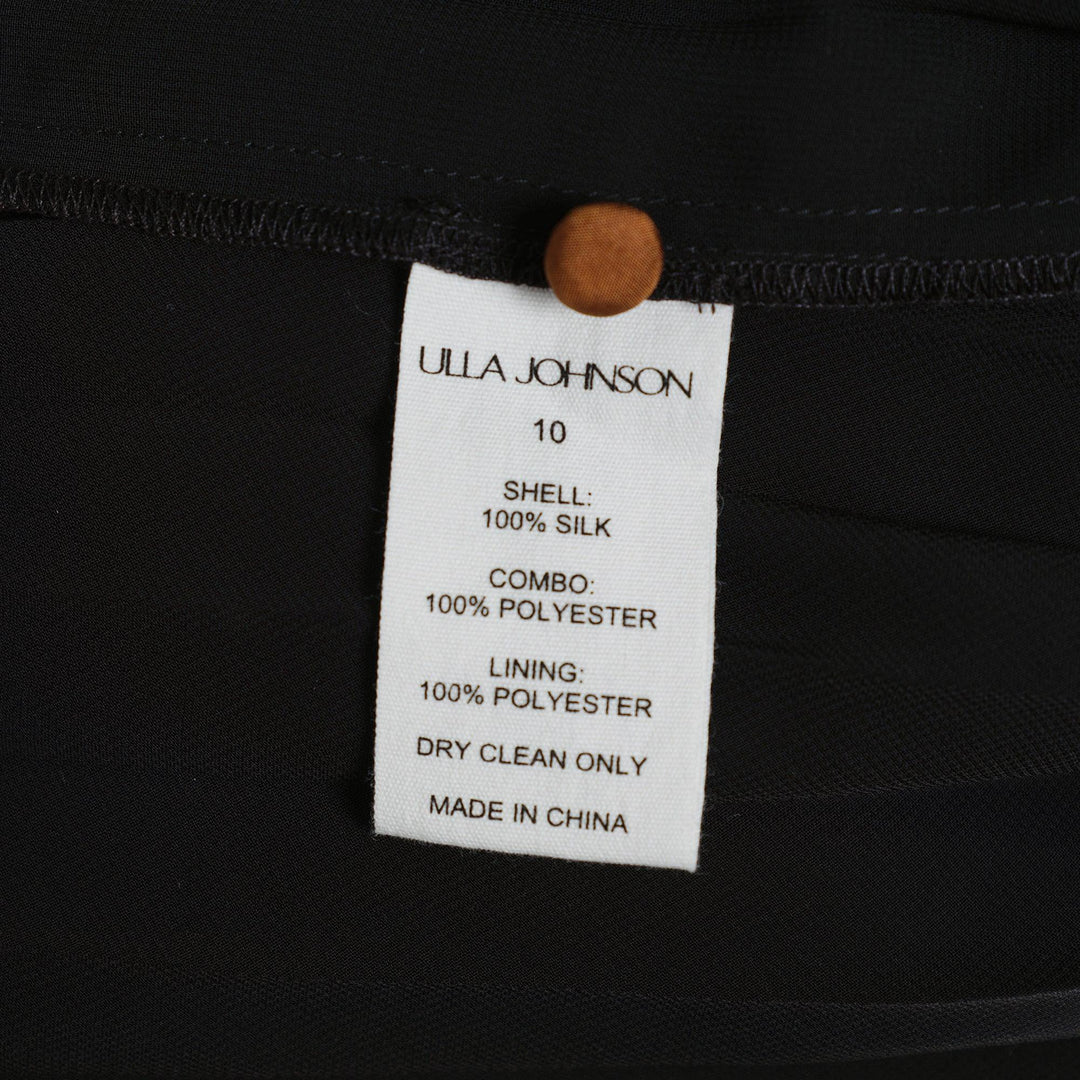 ULLA JOHNSON
10
SHELL:
100% SILK
COMBO:
100% POLYESTER
LINING:
100% POLYESTER
DRY CLEAN ONLY
MADE IN CHINA